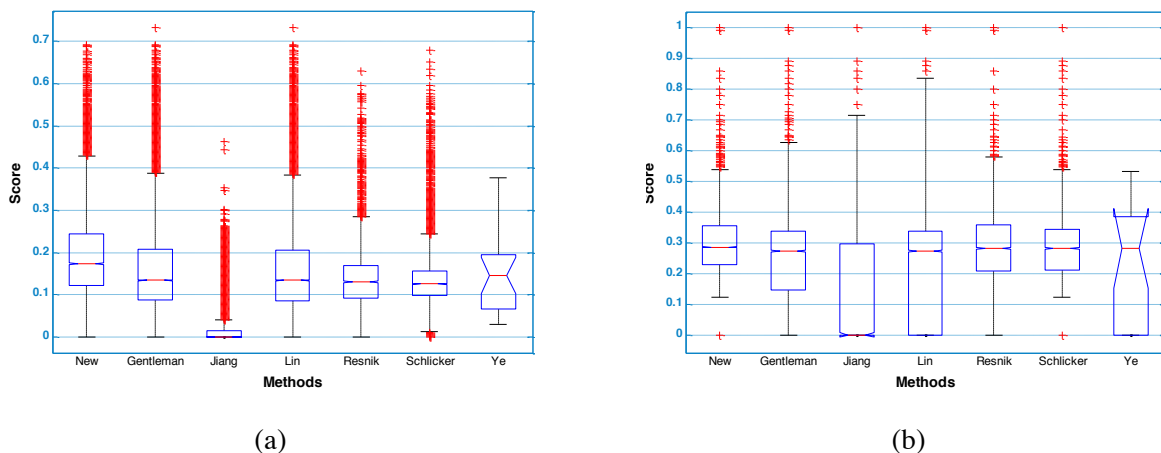 0.7
0.6
0.5
0.4
0.3
0.2
0.1
0
Score
New Gentleman Jiang Lin Resnik Schlicker Ye
Methods
(a)
1
0.9
0.8
0.7
0.6
0.5
0.4
0.3
0.2
0.1
0
Score
New Gentleman Jiang Lin Resnik Schlicker Ye
Methods
(b)